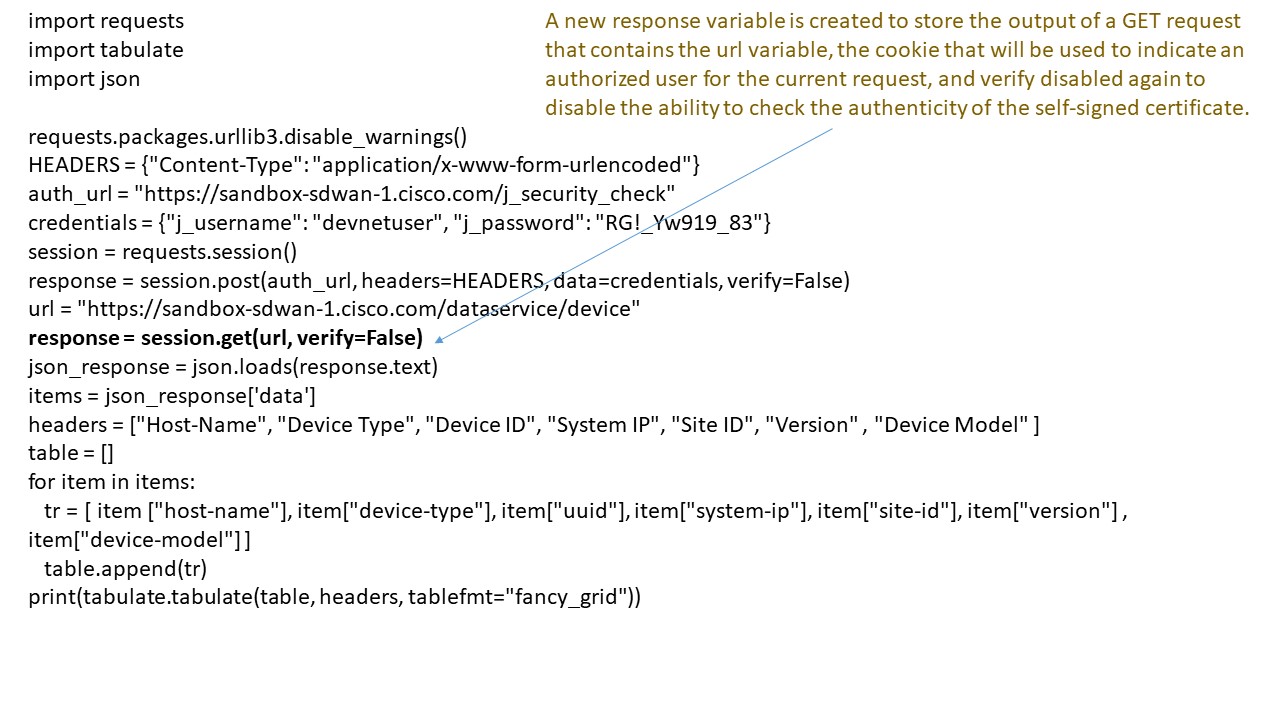 import requests
import tabulate
import json
A new response variable is created to store the output of a GET request
that contains the url variable, the cookie that will be used to indicate an
authorized user for the current request, and verify disabled again to
disable the ability to check the authenticity of the self-signed certificate.
requests.packages.urllib3.disable_warnings()
HEADERS = {"Content-Type": "application/x-www-form-urlencoded"}
auth_url = "https://sandbox-sdwan-1.cisco.com/j_security_check"
credentials = {"j_username": "devnetuser", "j_password": "RG!_Yw919_83"}
session = requests.session()
response = session.post(auth_url, headers=HEADERS, data=credentials, verify=False)
url = "https://sandbox-sdwan-1.cisco.com/dataservice/device"
response = session.get(url, verify=False)
json_response = json.loads(response.text)
items = json_response['data']
headers = ["Host-Name", "Device Type", "Device ID", "System IP", "Site ID", "Version" , "Device Model" ]
table = []
for item in items:
tr = [ item ["host-name"], item["device-type"], item["uuid"], item["system-ip"], item["site-id"], item["version"] ,
item["device-model"] ]
table.append(tr)
print(tabulate.tabulate(table, headers, tablefmt="fancy_grid"))